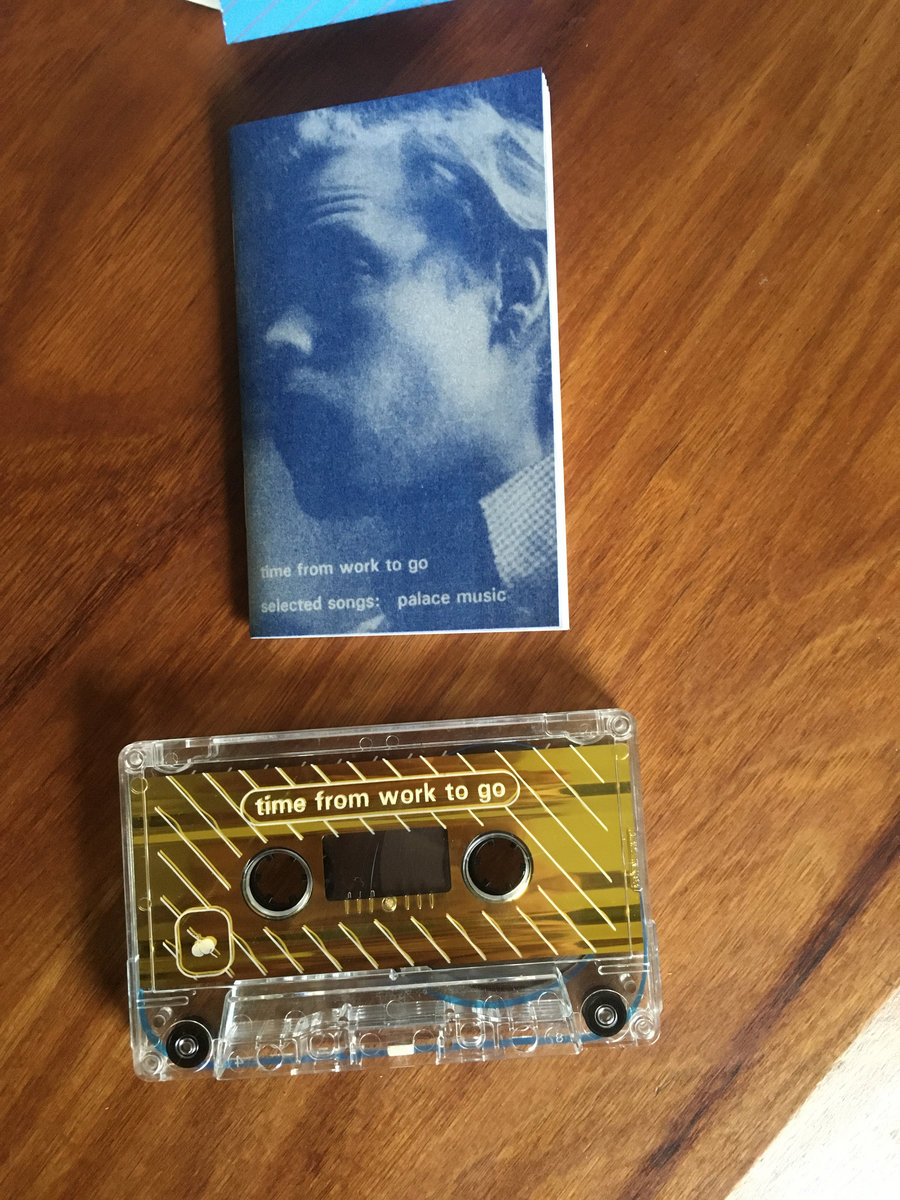 time from work to go
selected songs: palace music
time from work to go